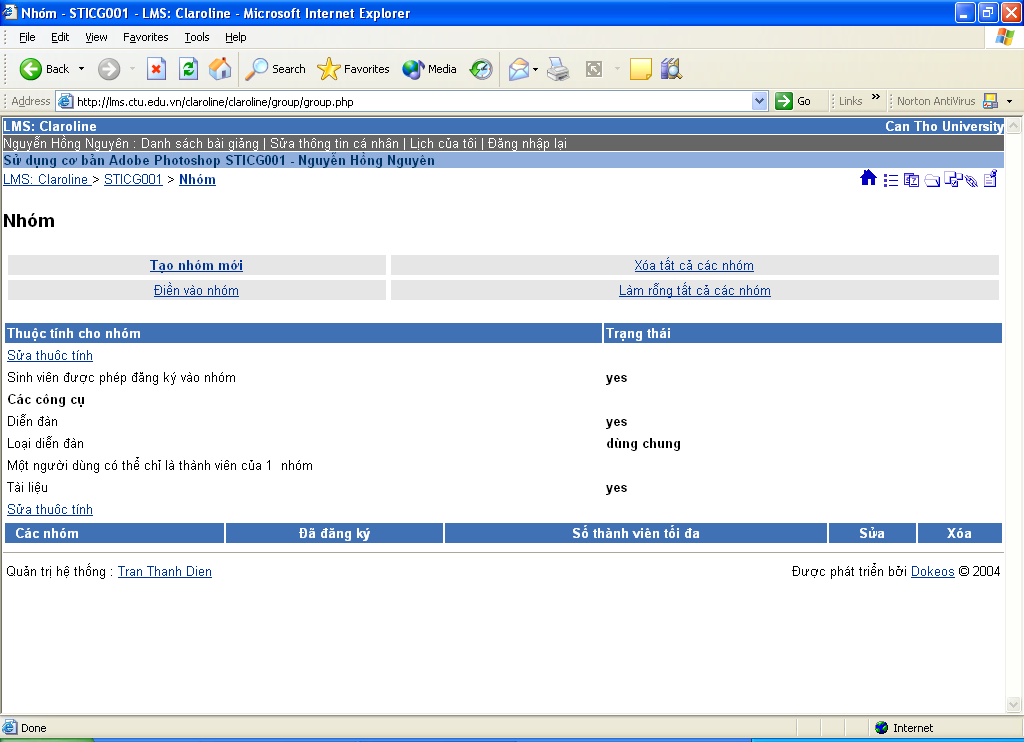 Nhóm - STICG001 - LMS: Claroline - Microsoft Internet Explorer
File Edit View Favorites Tools Help
Back Search Favorites Media
Address http://lms.ctu.edu.vn/claroline/claroline/group/group.php Go Links » Norton AntiVirus
LMS: Claroline Can Tho University
Nguyễn Hồng Nguyên : Danh sách bài giảng | Sửa thông tin cá nhân | Lịch của tôi | Đăng nhập lại
Sử dụng cơ bản Adobe Photoshop STICG001 - Nguyễn Hồng Nguyên
LMS: Claroline > STICG001 > Nhóm
Nhóm
Tạo nhóm mới Xóa tất cả các nhóm
Điền vào nhóm Làm rỗng tất cả các nhóm
Thuộc tính cho nhóm Trạng thái
Sửa thuộc tính
Sinh viên được phép đăng ký vào nhóm yes
Các công cụ
Diễn đàn yes
Loại diễn đàn dùng chung
Một người dùng có thể chỉ là thành viên của 1 nhóm
Tài liệu yes
Sửa thuộc tính
Các nhóm Đã đăng ký Số thành viên tối đa Sửa Xóa
Quản trị hệ thống : Tran Thanh Dien Được phát triển bởi Dokeos © 2004
Done Internet